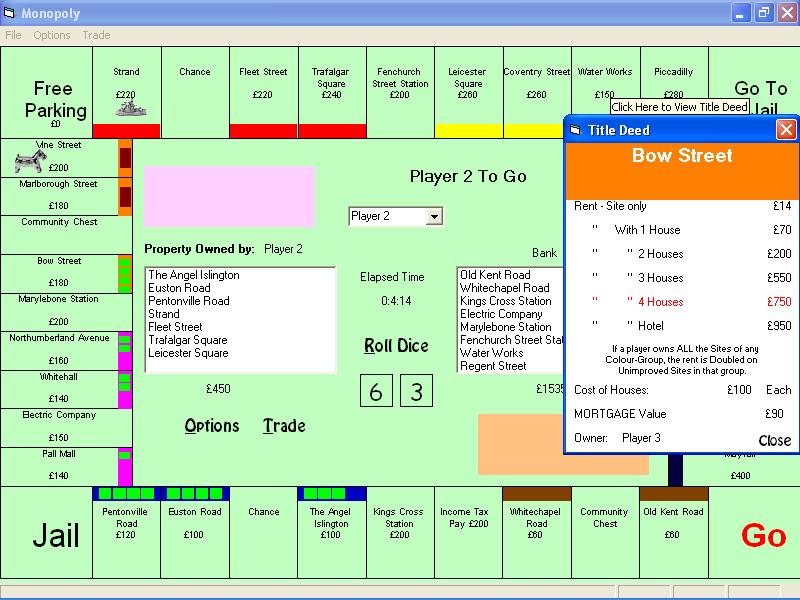 Monopoly
File Options Trade
Free
Parking
£0
Strand
£220
Chance
Fleet Street
£220
Trafalgar
Square
£240
Fenchurch
Street Station
£200
Leicester
Square
£260
Coventry Street
£260
Water Works
£150
Piccadilly
£280
Go To
Jail
Click Here to View Title Deed
Vine Street
£200
Marlborough Street
£180
Community Chest
Bow Street
£180
Marylebone Station
£200
Northumberland Avenue
£160
Whitehall
£140
Electric Company
£150
Pall Mall
£140
Player 2 To Go
Player 2
Property Owned by: Player 2
The Angel Islington
Euston Road
Pentonville Road
Strand
Fleet Street
Trafalgar Square
Leicester Square
£450
Elapsed Time
0:4:14
Roll Dice
6 3
Options Trade
Bank
Old Kent Road
Whitechapel Road
Kings Cross Station
Electric Company
Marylebone Station
Fenchurch Street Stat
Water Works
Regent Street
£1535
Title Deed
Bow Street
Rent - Site only £14
" With 1 House £70
" " 2 Houses £200
" " 3 Houses £550
" " 4 Houses £750
" " Hotel £950
If a player owns ALL the Sites of any
Colour-Group, the rent is Doubled on
Unimproved Sites in that group.
Cost of Houses: £100 Each
MORTGAGE Value £90
Owner: Player 3
Close
Mayfair
£400
Jail
Pentonville
Road
£120
Euston Road
£100
Chance
The Angel
Islington
£100
Kings Cross
Station
£200
Income Tax
Pay £200
Whitechapel
Road
£60
Community
Chest
Old Kent Road
£60
Go